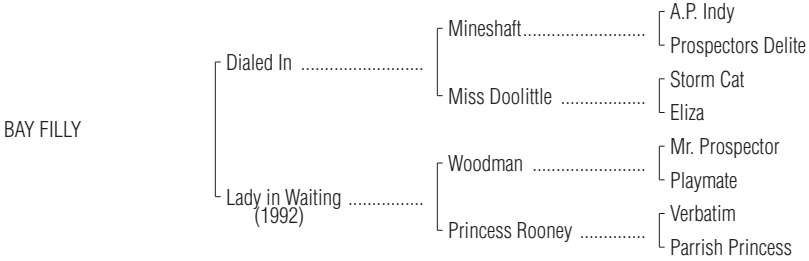 A.P. Indy
Mineshaft..........................
Prospectors Delite
Dialed In ..........................
Storm Cat
Miss Doolittle ..................
Eliza
BAY FILLY
Mr. Prospector
Woodman ........................
Playmate
Lady in Waiting ................
(1992)
Verbatim
Princess Rooney ..............
Parrish Princess